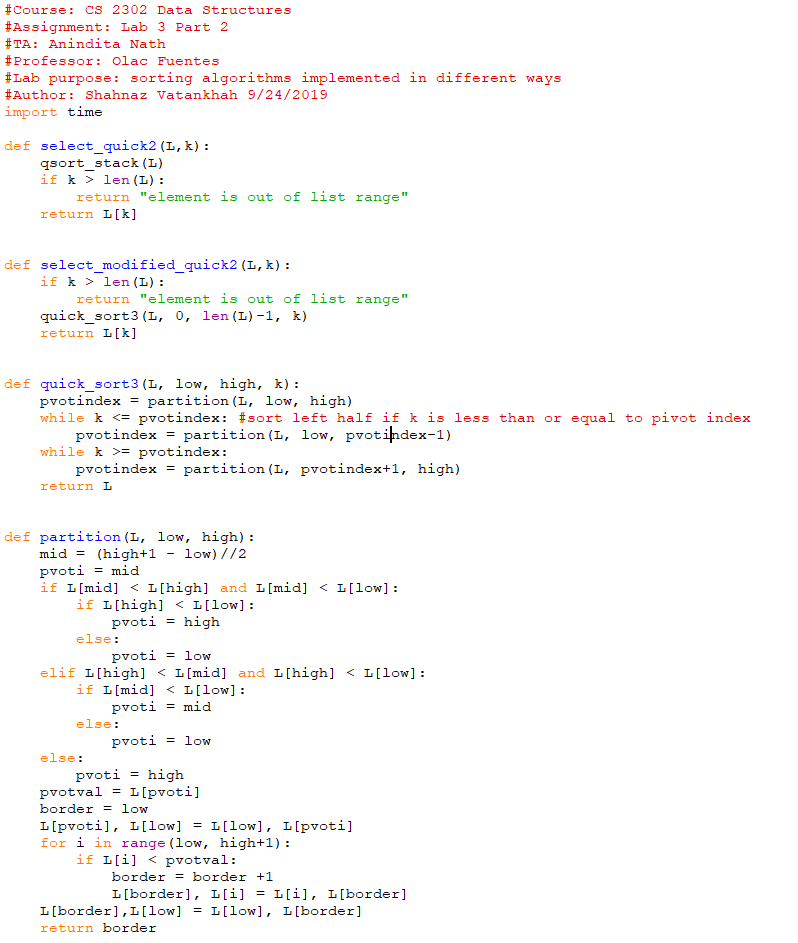 #Course: CS 2302 Data Structures
#Assignment: Lab 3 Part 2
#TA: Anindita Nath
#Professor: Olac Fuentes
#Lab purpose: sorting algorithms implemented in different ways
#Author: Shahnaz Vatankhah 9/24/2019
import time

def select_quick2(L,k):
    qsort_stack(L)
    if k > len(L):
        return "element is out of list range"
    return L[k]


def select_modified_quick2(L,k):
    if k > len(L):
        return "element is out of list range"
    quick_sort3(L, 0, len(L)-1, k)
    return L[k]


def quick_sort3(L, low, high, k):
    pvotindex = partition(L, low, high)
    while k <= pvotindex: #sort left half if k is less than or equal to pivot index
        pvotindex = partition(L, low, pvotindex-1)
    while k >= pvotindex:
        pvotindex = partition(L, pvotindex+1, high)
    return L


def partition(L, low, high):
    mid = (high+1 - low)//2
    pvoti = mid
    if L[mid] < L[high] and L[mid] < L[low]:
        if L[high] < L[low]:
            pvoti = high
        else:
            pvoti = low
    elif L[high] < L[mid] and L[high] < L[low]:
        if L[mid] < L[low]:
            pvoti = mid
        else:
            pvoti = low
    else:
        pvoti = high
    pvotval = L[pvoti]
    border = low
    L[pvoti], L[low] = L[low], L[pvoti]
    for i in range(low, high+1):
        if L[i] < pvotval:
            border = border +1
            L[border], L[i] = L[i], L[border]
    L[border],L[low] = L[low], L[border]
    return border